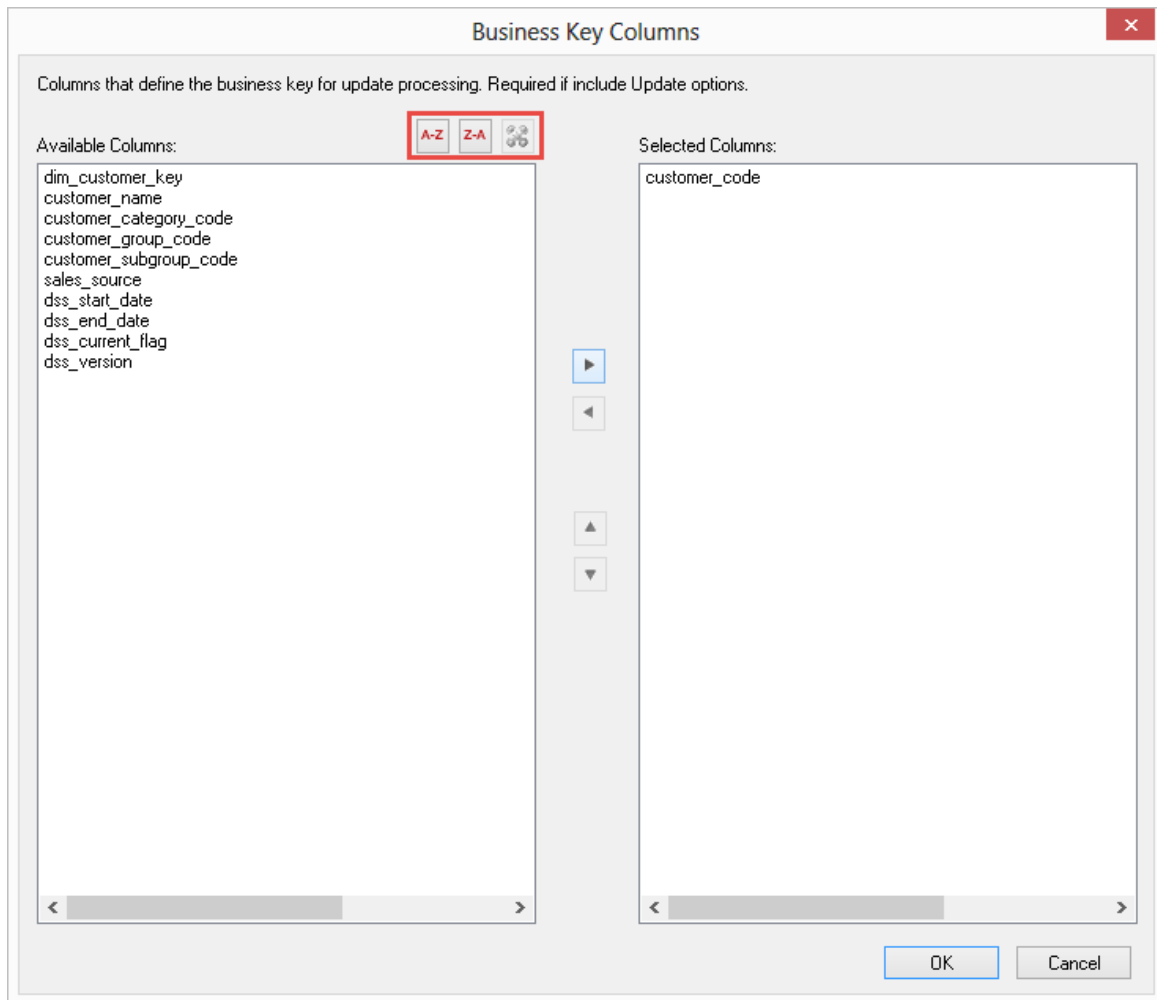 Business Key Columns
Columns that define the business key for update processing. Required if include Update options.
Available Columns:
A-Z
Z-A
dim_customer_key
customer_name
customer_category_code
customer_group_code
customer_subgroup_code
sales_source
dss_start_date
dss_end_date
dss_current_flag
dss_version
Selected Columns:
customer_code
OK
Cancel